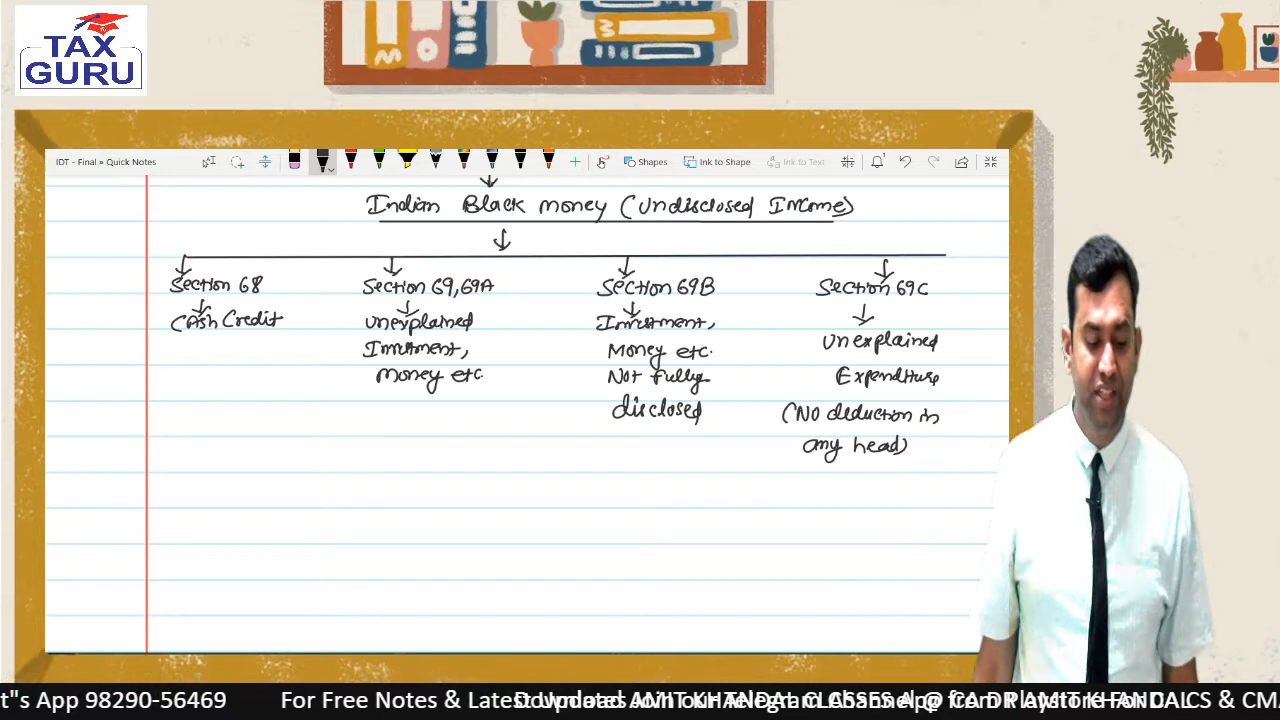 TAX
GURU
IDT - Final » Quick Notes
Shapes
Ink to Shape
Ink to Text
Indian Black money (Undisclosed Income)
Section 68
Cash Credit
Section 69, 69A
Unexplained
Investment,
Money etc.
Section 69B
Investment,
Money etc.
Not fully
disclosed
Section 69C
Unexplained
Expenditure
(No deduction in
any head)
t"s App 98290-56469
For Free Notes & Latest